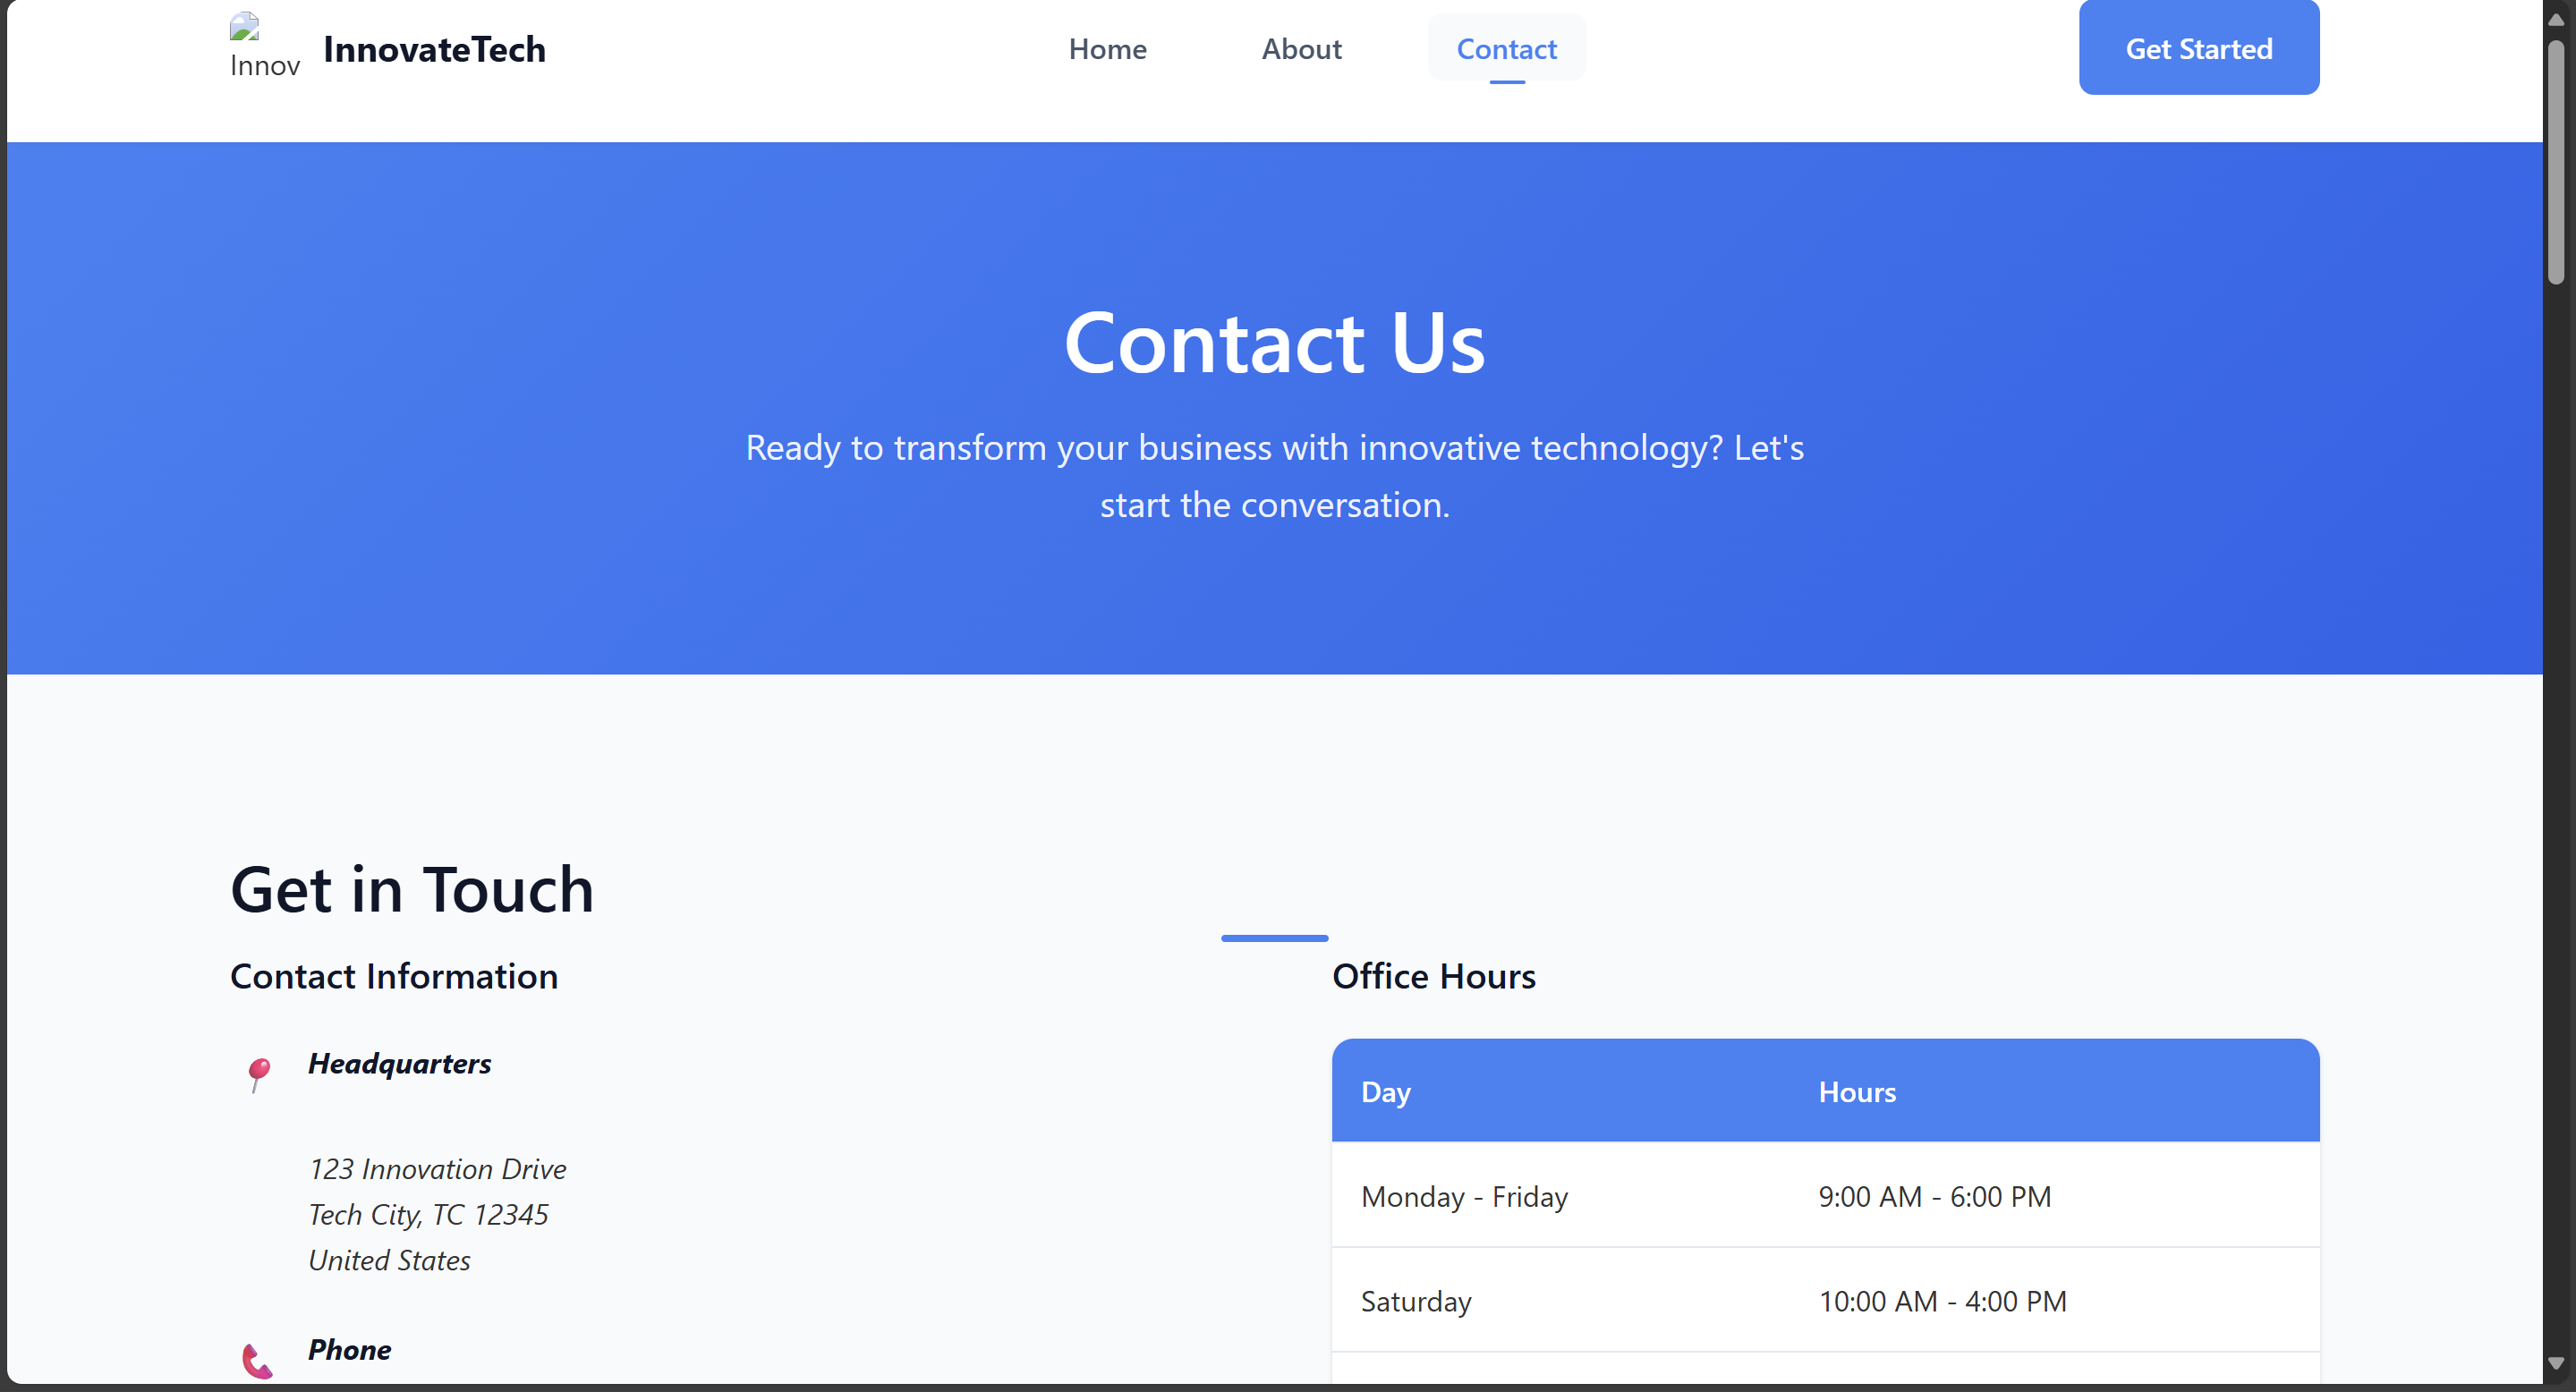 Innov
InnovateTech
Home
About
Contact
Get Started
Contact Us
Ready to transform your business with innovative technology? Let's
start the conversation.
Get in Touch
Contact Information
Headquarters
123 Innovation Drive
Tech City, TC 12345
United States
Phone
Office Hours
Day Hours
Monday - Friday 9:00 AM - 6:00 PM
Saturday 10:00 AM - 4:00 PM